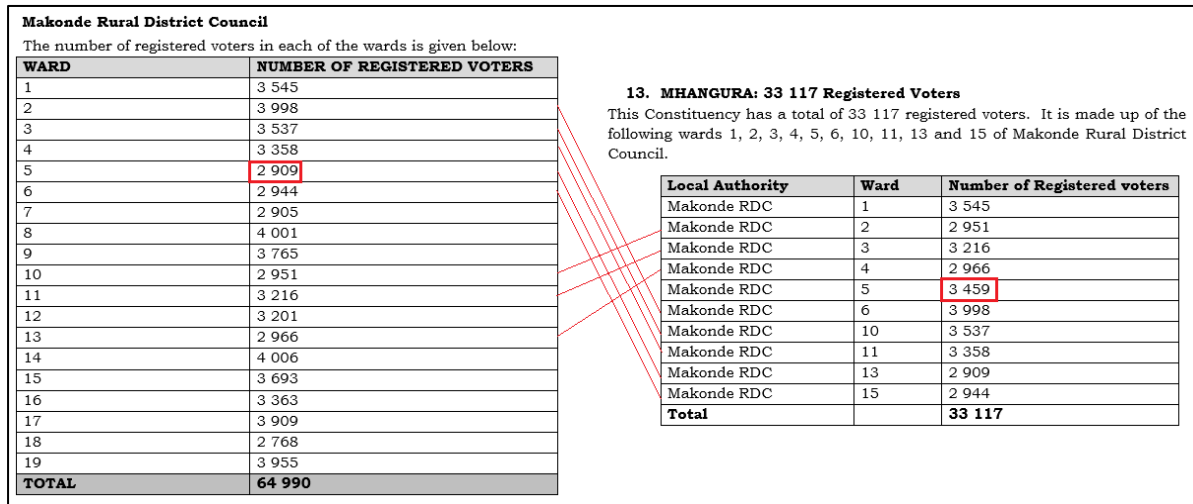 Makonde Rural District Council
The number of registered voters in each of the wards is given below:
WARD NUMBER OF REGISTERED VOTERS
1 3 545
2 3 998
3 3 537
4 3 358
5 2 909
6 2 944
7 2 905
8 4 001
9 3 765
10 2 951
11 3 216
12 3 201
13 2 966
14 4 006
15 3 693
16 3 363
17 3 909
18 2 768
19 3 955
TOTAL 64 990
13. MHANGURA: 33 117 Registered Voters
This Constituency has a total of 33 117 registered voters. It is made up of the
following wards 1, 2, 3, 4, 5, 6, 10, 11, 13 and 15 of Makonde Rural District
Council.
Local Authority Ward Number of Registered voters
Makonde RDC 1 3 545
Makonde RDC 2 2 951
Makonde RDC 3 3 216
Makonde RDC 4 2 966
Makonde RDC 5 3 459
Makonde RDC 6 3 998
Makonde RDC 10 3 537
Makonde RDC 11 3 358
Makonde RDC 13 2 909
Makonde RDC 15 2 944
Total 33 117